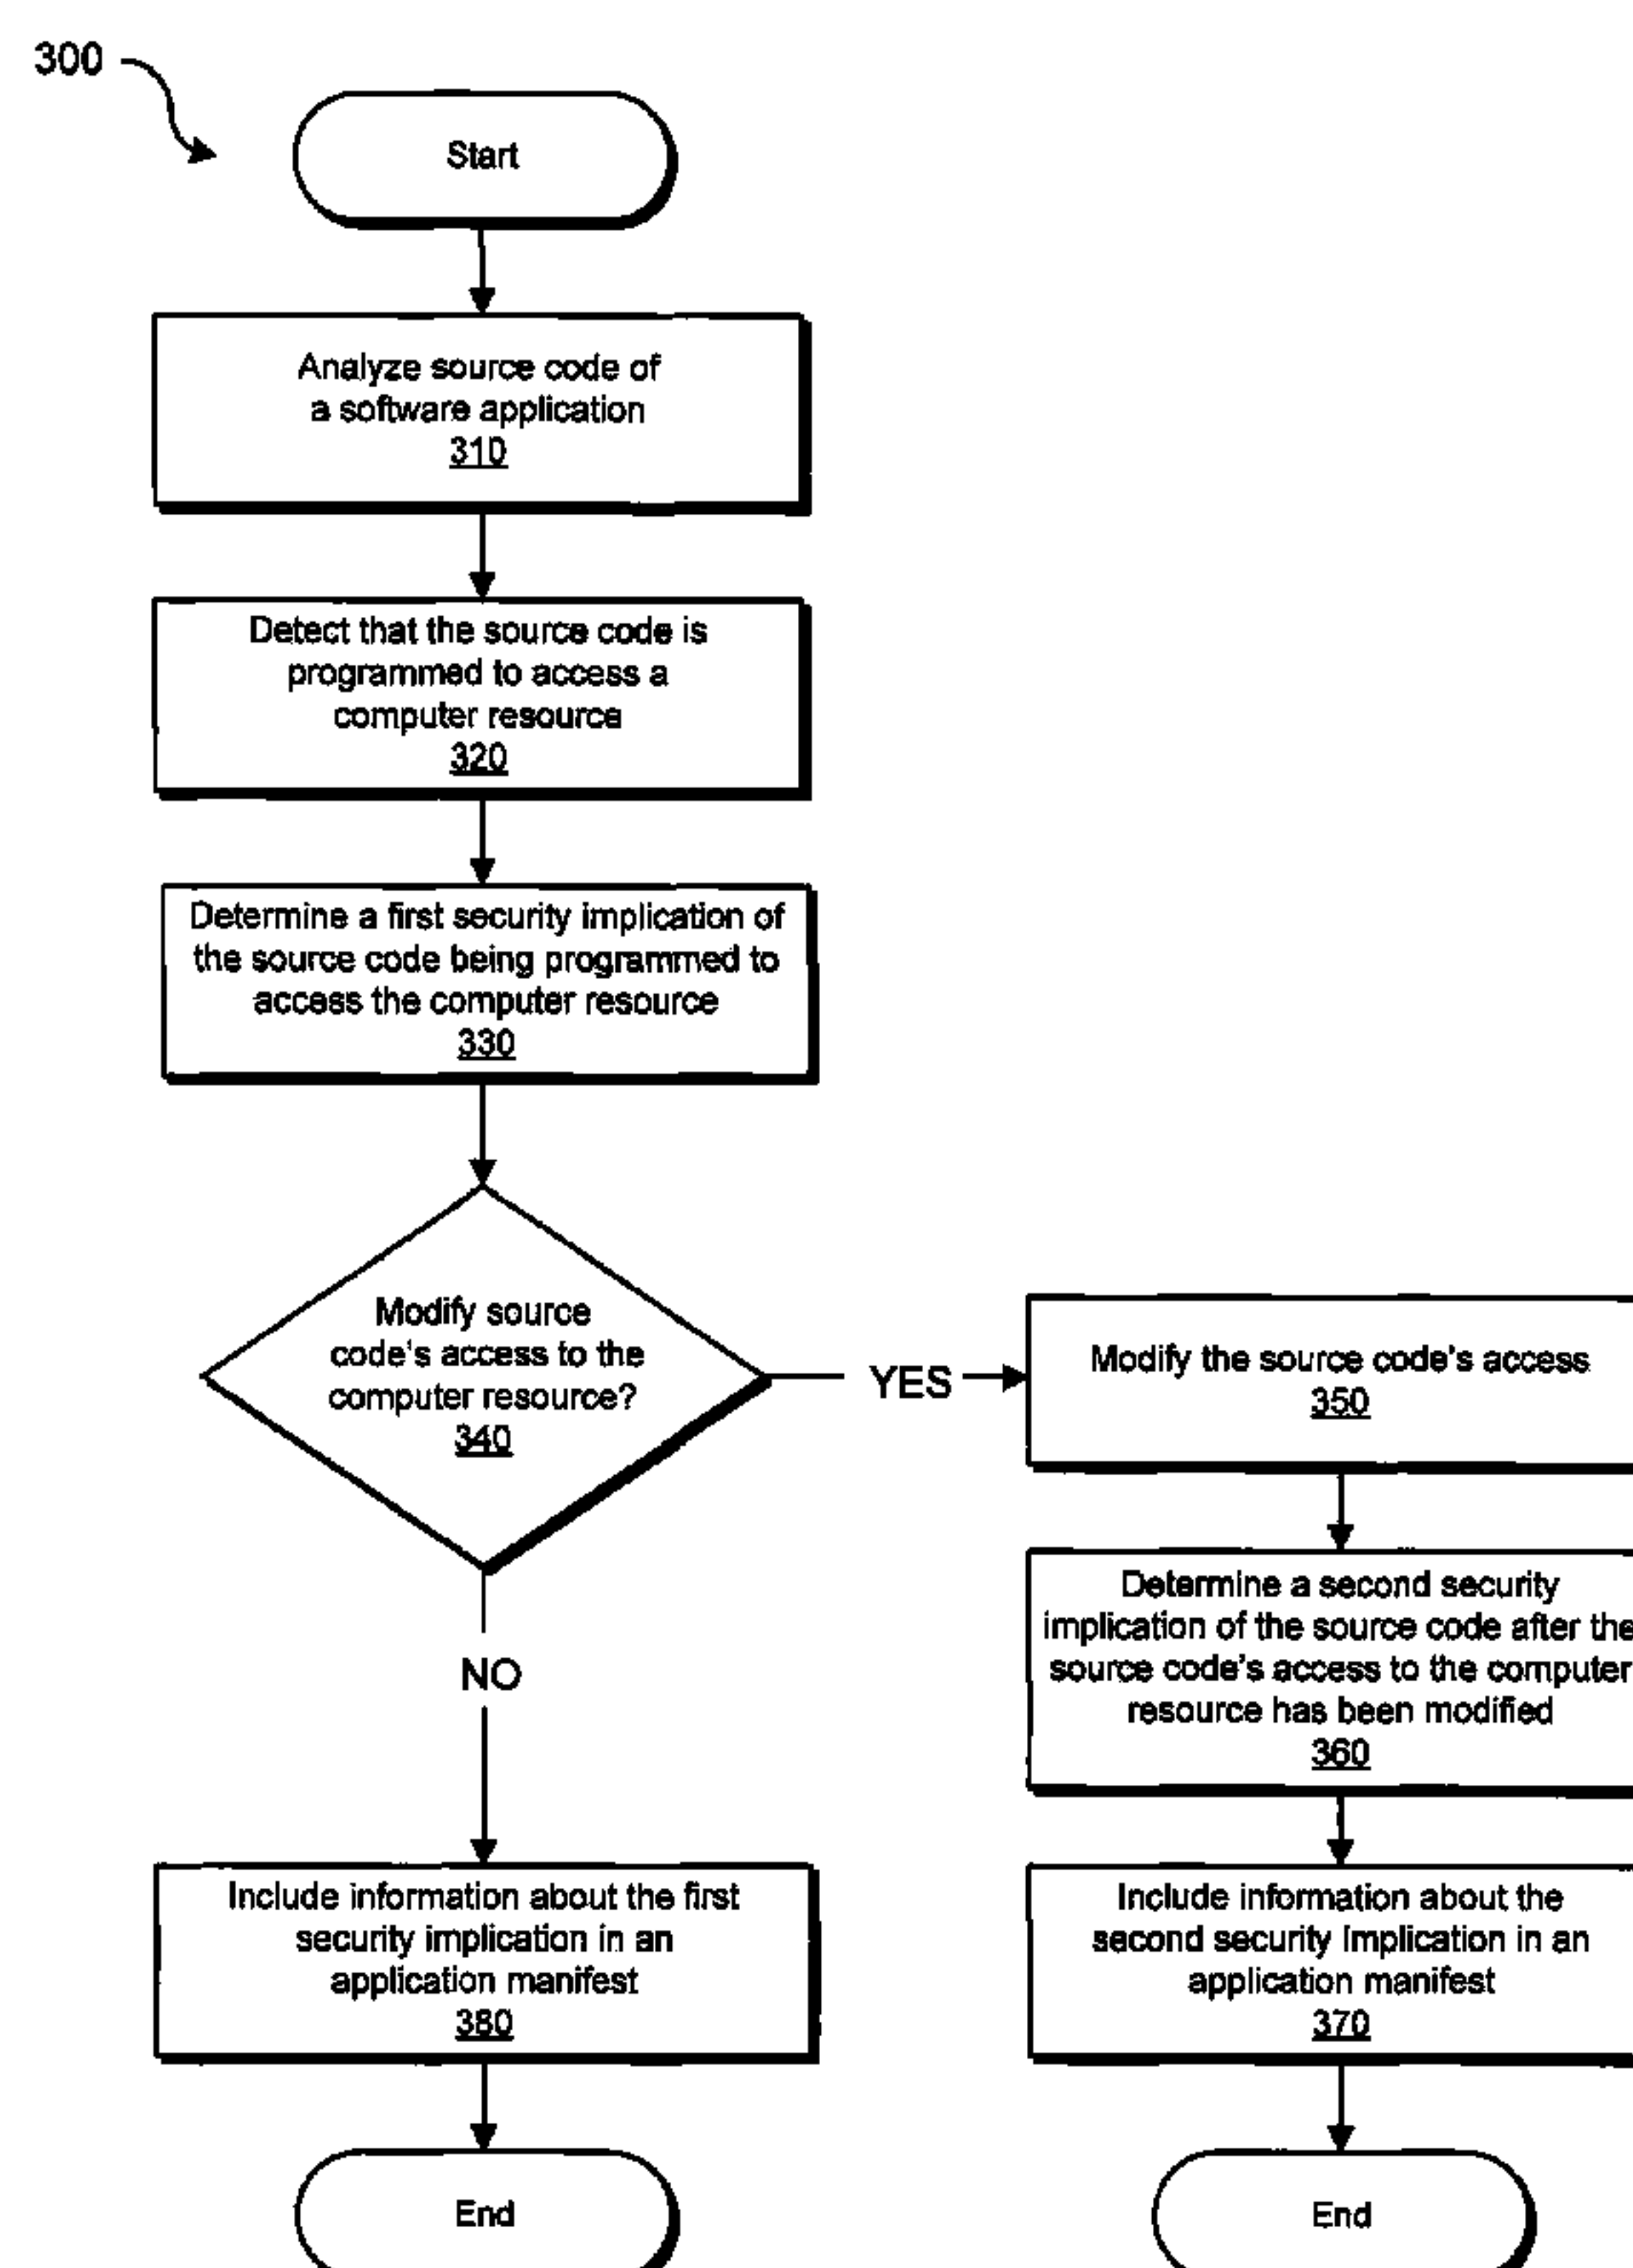 300
Start
Analyze source code of
a software application
310
Detect that the source code is
programmed to access a
computer resource
320
Determine a first security implication of
the source code being programmed to
access the computer resource
330
Modify source
code's access to the
computer resource?
340
YES
Modify the source code's access
350
Determine a second security
implication of the source code after the
source code's access to the computer
resource has been modified
360
NO
Include information about the first
security implication in an
application manifest
380
Include information about the
second security implication in an
application manifest
370
End
End